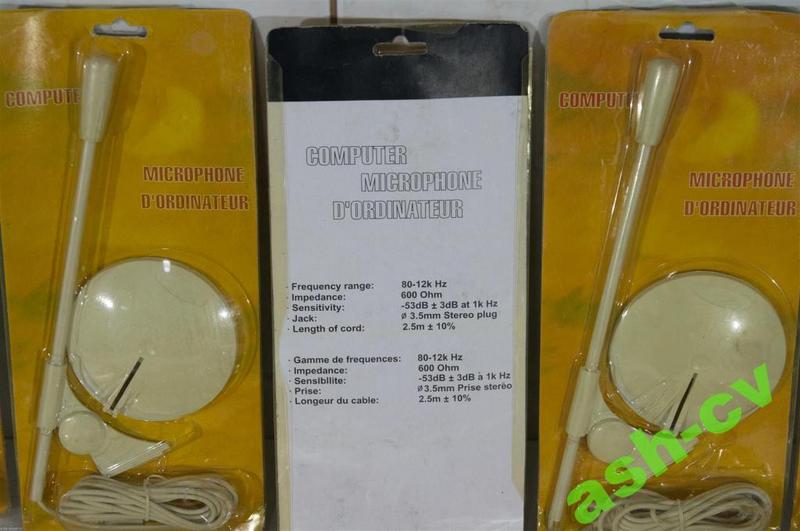 COMPUTE
MICROPHONE
D'ORDINATEUR
COMPUTER
MICROPHONE
D'ORDINATEUR
· Frequency range: 80-12k Hz
· Impedance: 600 Ohm
· Sensitivity: -53dB ± 3dB at 1k Hz
· Jack: ø 3.5mm Stereo plug
· Length of cord: 2.5m ± 10%
· Gamme de frequences: 80-12k Hz
· Impedance: 600 Ohm
· Sensibllite: -53dB ± 3dB à 1k Hz
· Prise: ø 3.5mm Prise stereo
· Longeur du cable: 2.5m ± 10%
COMPUT
MICROPHONE
D'ORDINATEUR
ash-cv